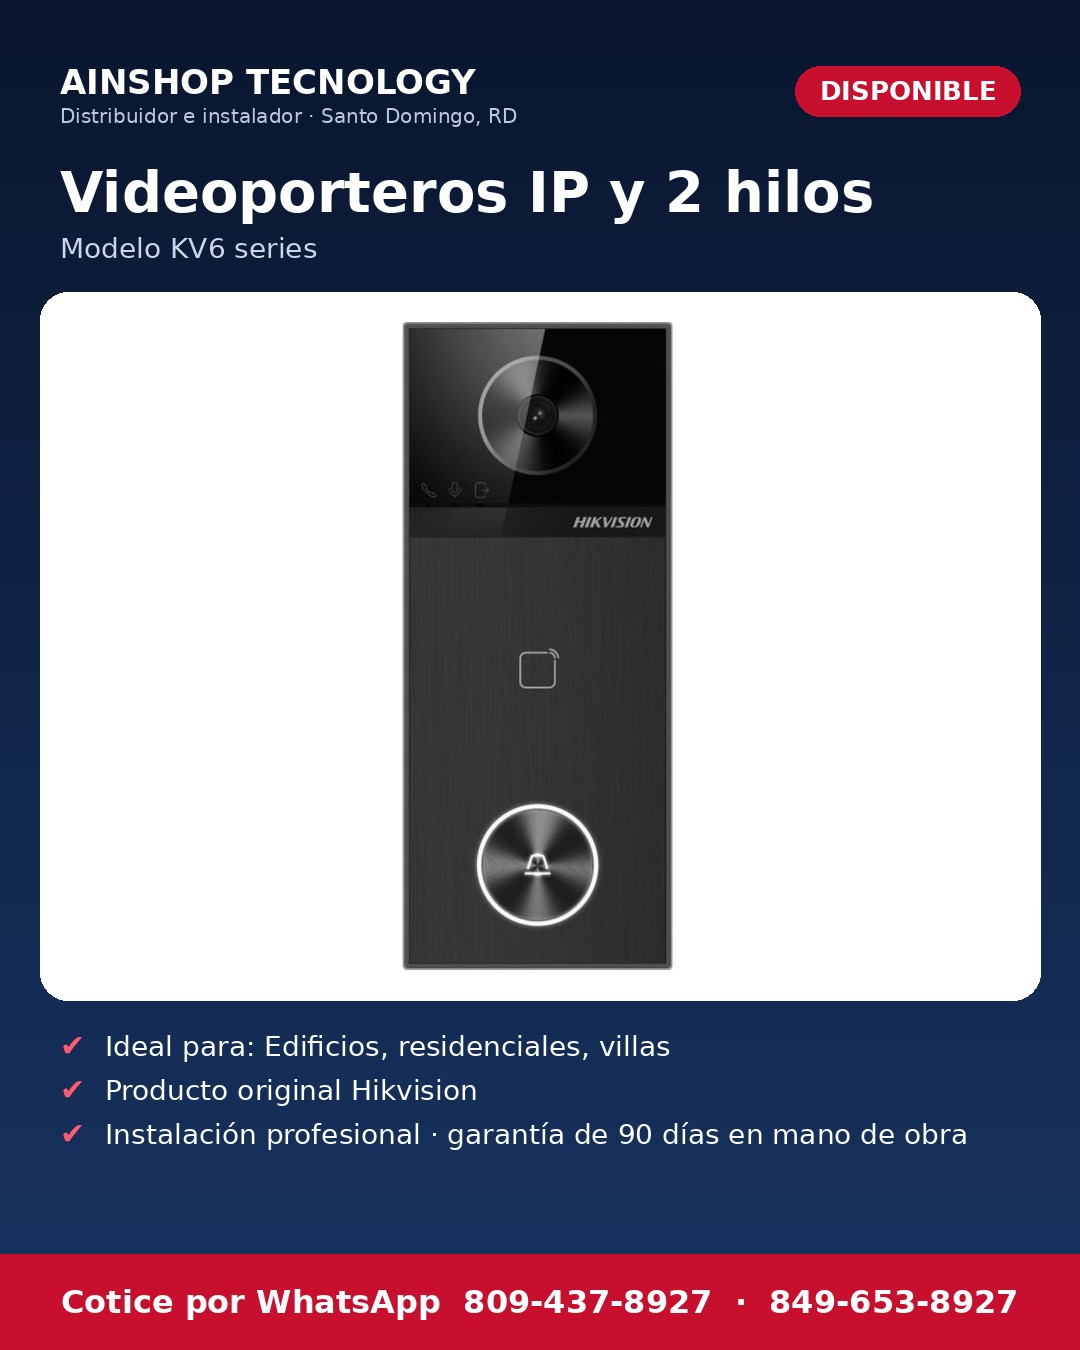 AINSHOP TECNOLOGY
Distribuidor e instalador · Santo Domingo, RD
DISPONIBLE
Videoporteros IP y 2 hilos
Modelo KV6 series
HIKVISION
✔ Ideal para: Edificios, residenciales, villas
✔ Producto original Hikvision
✔ Instalación profesional · garantía de 90 días en mano de obra
Cotice por WhatsApp 809-437-8927 · 849-653-8927